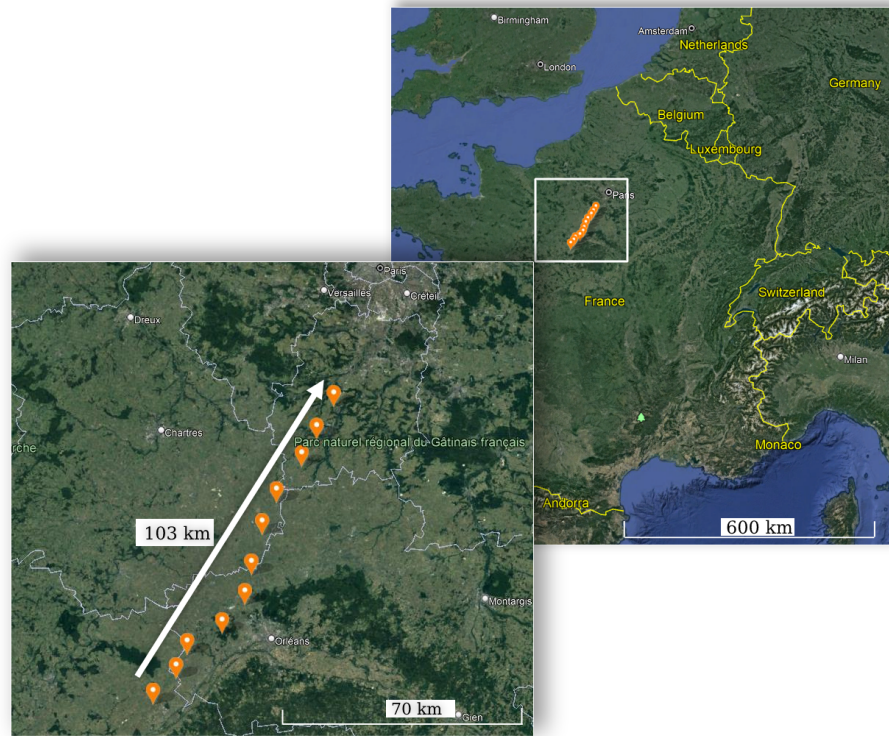 Birmingham
Amsterdam
Netherlands
London
Germany
Belgium
Luxembourg
Paris
France
Switzerland
Milan
Monaco
Andorra
600 km
Paris
Versailles
Créteil
Dreux
Chartres
Parc naturel régional du Gâtinais français
erche
103 km
Montargis
Orléans
70 km
Gien